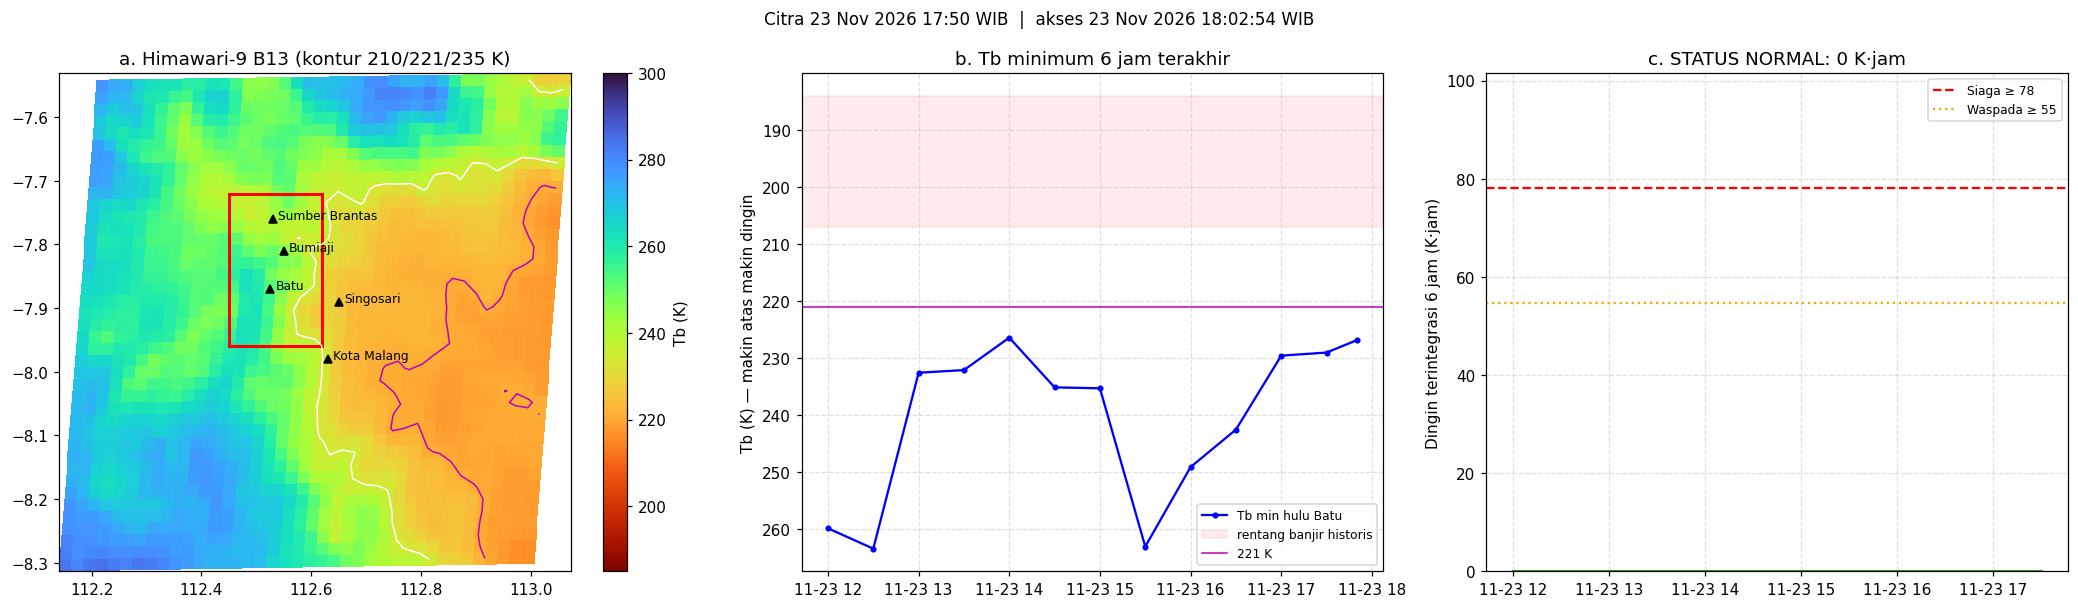 Citra 23 Nov 2026 17:50 WIB | akses 23 Nov 2026 18:02:54 WIB
a. Himawari-9 B13 (kontur 210/221/235 K)
−7.6
−7.7
−7.8
−7.9
−8.0
−8.1
−8.2
−8.3
Sumber Brantas
Bumiaji
Batu
Singosari
Kota Malang
112.2 112.4 112.6 112.8 113.0
300
280
260
240
220
200
Tb (K)
b. Tb minimum 6 jam terakhir
Tb (K) — makin atas makin dingin
190
200
210
220
230
240
250
260
Tb min hulu Batu
rentang banjir historis
221 K
11-23 12 11-23 13 11-23 14 11-23 15 11-23 16 11-23 17 11-23 18
c. STATUS NORMAL: 0 K·jam
Dingin terintegrasi 6 jam (K·jam)
100
80
60
40
20
0
Siaga ≥ 78
Waspada ≥ 55
11-23 12 11-23 13 11-23 14 11-23 15 11-23 16 11-23 17